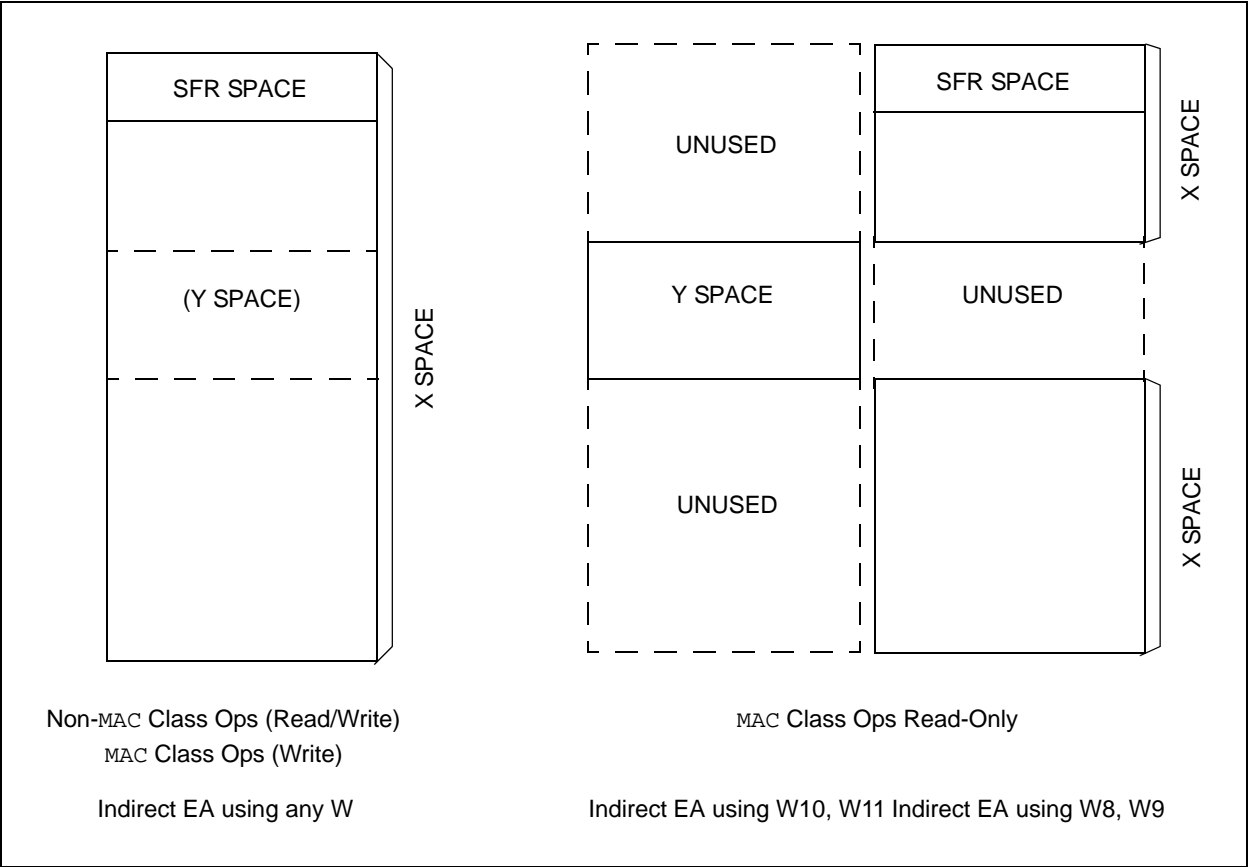 SFR SPACE
(Y SPACE)
X SPACE
Non-MAC Class Ops (Read/Write)
MAC Class Ops (Write)
Indirect EA using any W
UNUSED
Y SPACE
UNUSED
SFR SPACE
X SPACE
UNUSED
X SPACE
MAC Class Ops Read-Only
Indirect EA using W10, W11 Indirect EA using W8, W9